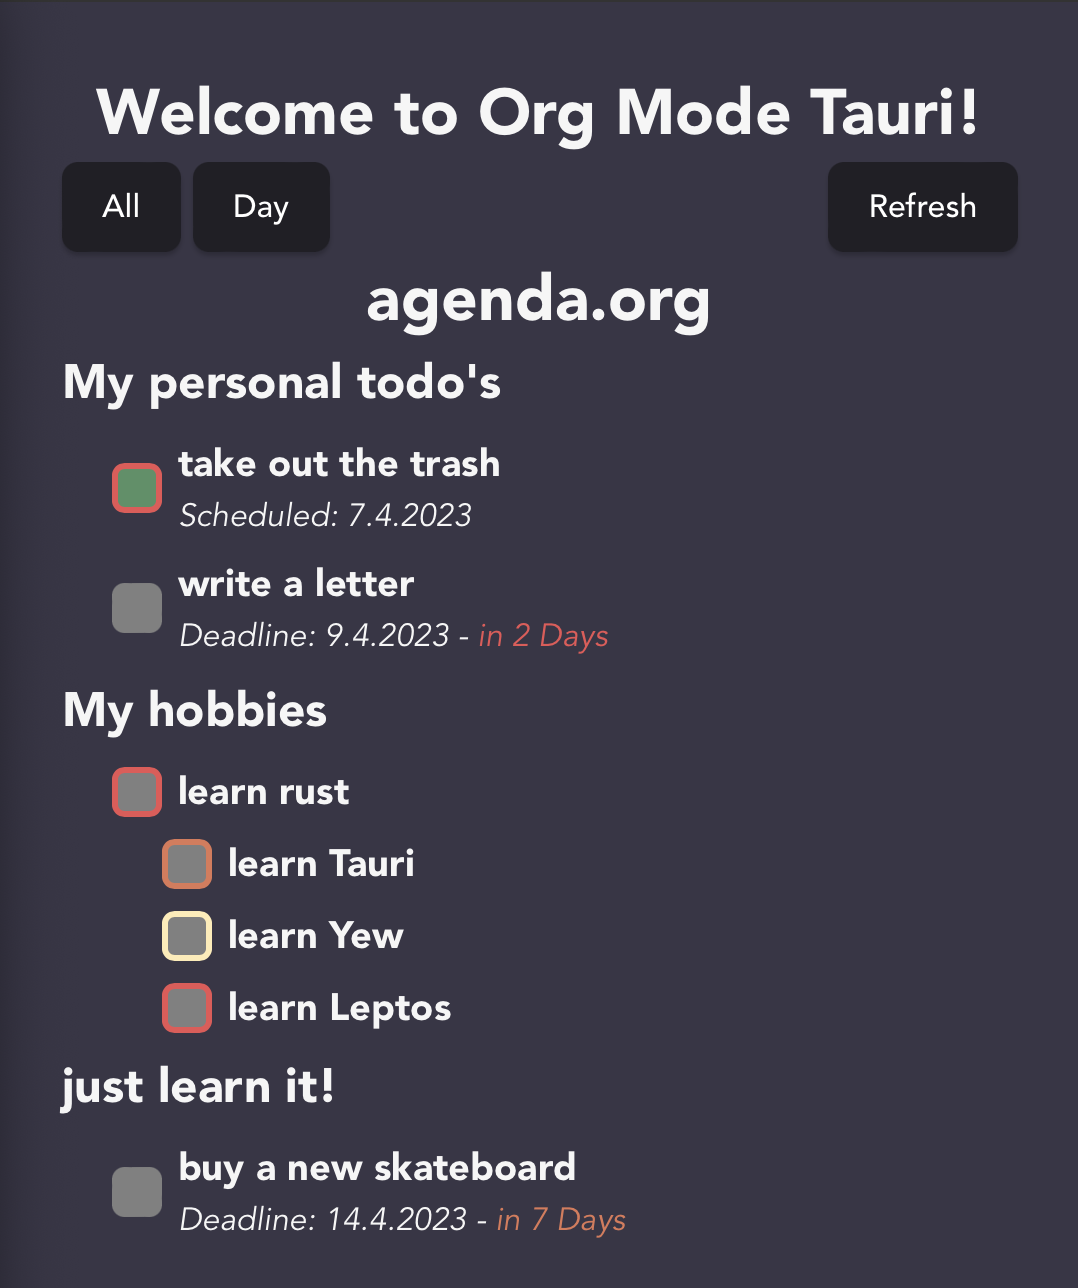 Welcome to Org Mode Tauri!
All Day Refresh
agenda.org
My personal todo's
take out the trash
Scheduled: 7.4.2023
write a letter
Deadline: 9.4.2023 - in 2 Days
My hobbies
learn rust
learn Tauri
learn Yew
learn Leptos
just learn it!
buy a new skateboard
Deadline: 14.4.2023 - in 7 Days